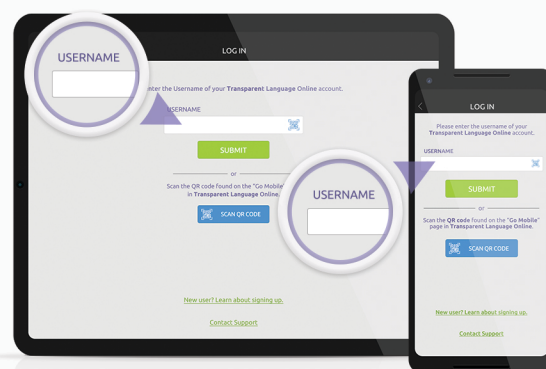 USERNAME
LOG IN
enter the Username of your Transparent Language Online account.
USERNAME
SUBMIT
or
Scan the QR code found on the "Go Mobile"
in Transparent Language Online.
SCAN QR CODE
New user? Learn about signing up.
Contact Support
USERNAME
LOG IN
Please enter the username of your
Transparent Language Online account.
USERNAME
SUBMIT
or
Scan the QR code found on the "Go Mobile"
page in Transparent Language Online.
SCAN QR CODE
New user? Learn about signing up.
Contact Support